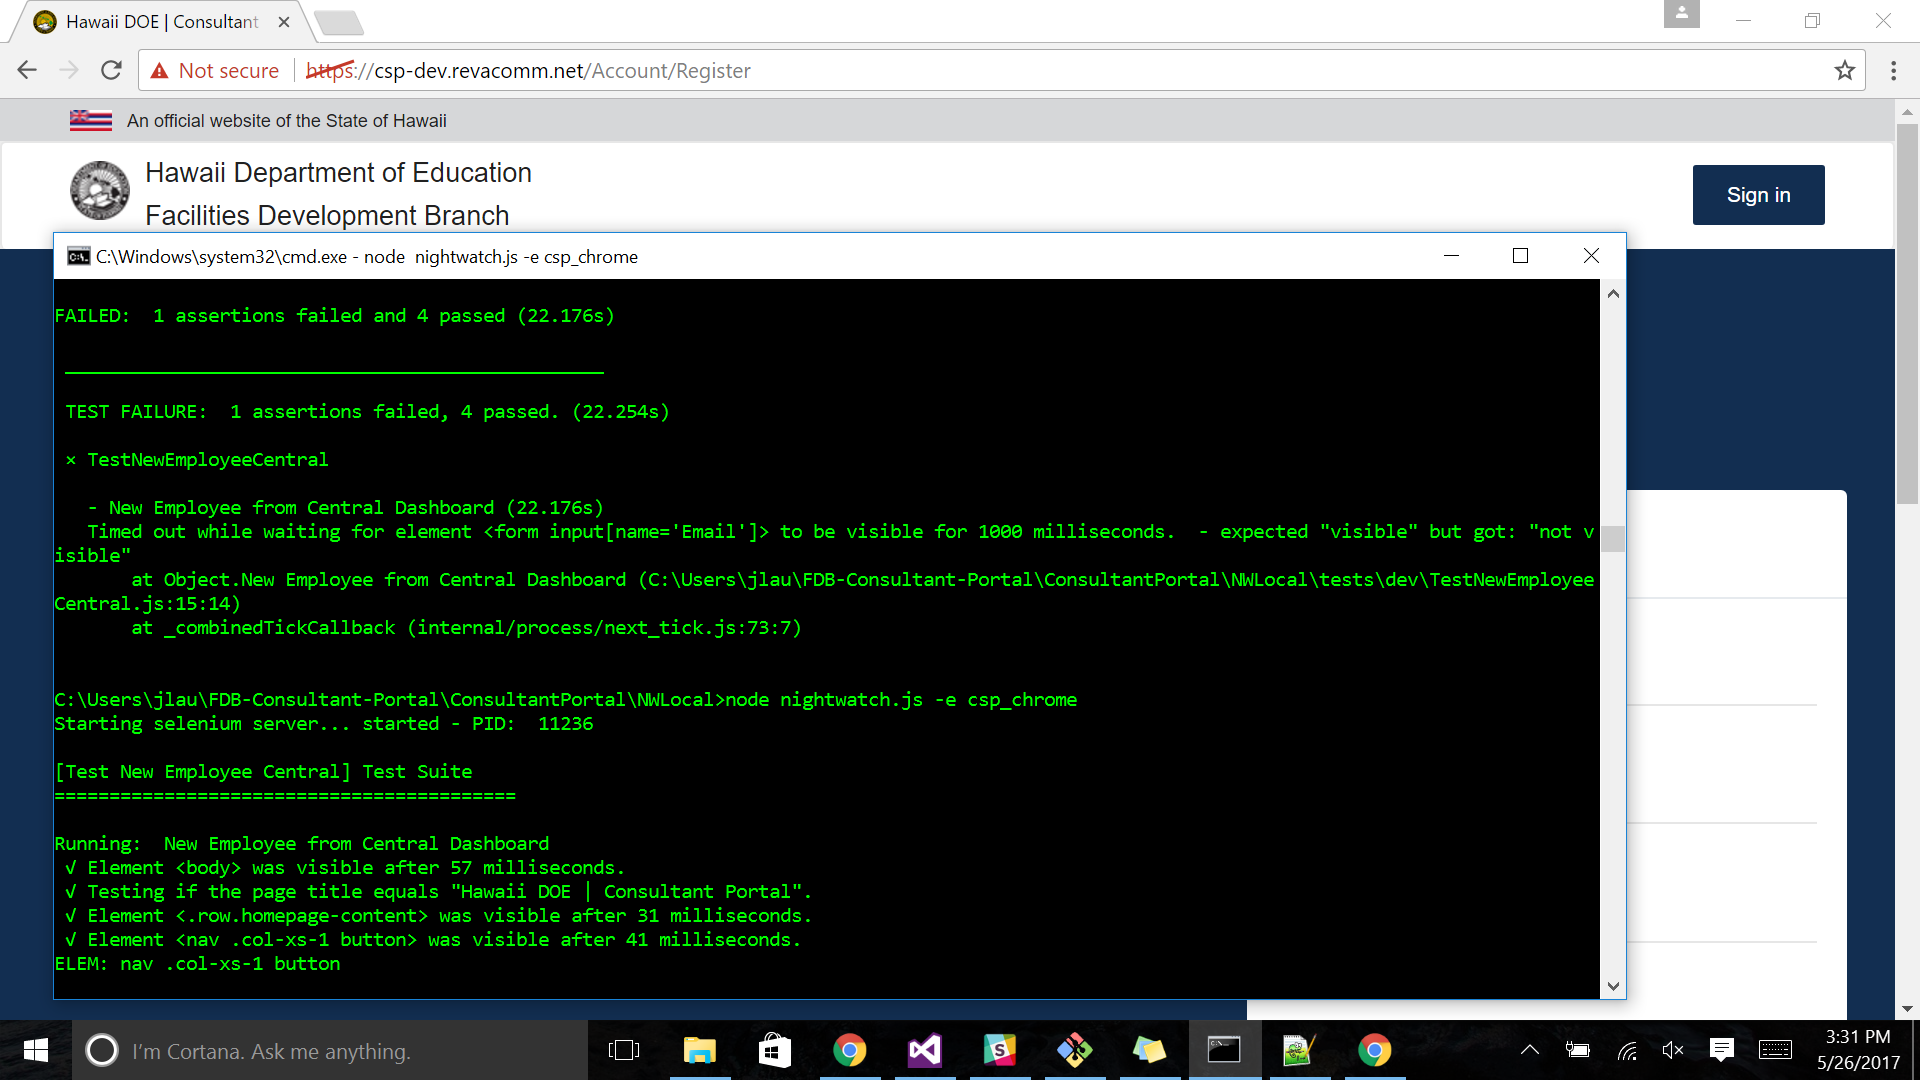 Hawaii DOE | Consultant
Not secure
https://csp-dev.revacomm.net/Account/Register
An official website of the State of Hawaii
Hawaii Department of Education
Facilities Development Branch
Sign in
C:\Windows\system32\cmd.exe - node  nightwatch.js -e csp_chrome
FAILED:  1 assertions failed and 4 passed (22.176s)
_________________________________________________
TEST FAILURE:  1 assertions failed, 4 passed. (22.254s)
× TestNewEmployeeCentral
- New Employee from Central Dashboard (22.176s)
Timed out while waiting for element <form input[name='Email']> to be visible for 1000 milliseconds.  - expected "visible" but got: "not v
isible"
at Object.New Employee from Central Dashboard (C:\Users\jlau\FDB-Consultant-Portal\ConsultantPortal\NWLocal\tests\dev\TestNewEmployee
Central.js:15:14)
at _combinedTickCallback (internal/process/next_tick.js:73:7)
C:\Users\jlau\FDB-Consultant-Portal\ConsultantPortal\NWLocal>node nightwatch.js -e csp_chrome
Starting selenium server... started - PID:  11236
[Test New Employee Central] Test Suite
==========================================
Running:  New Employee from Central Dashboard
√ Element <body> was visible after 57 milliseconds.
√ Testing if the page title equals "Hawaii DOE | Consultant Portal".
√ Element <.row.homepage-content> was visible after 31 milliseconds.
√ Element <nav .col-xs-1 button> was visible after 41 milliseconds.
ELEM: nav .col-xs-1 button
I'm Cortana. Ask me anything.
3:31 PM
5/26/2017